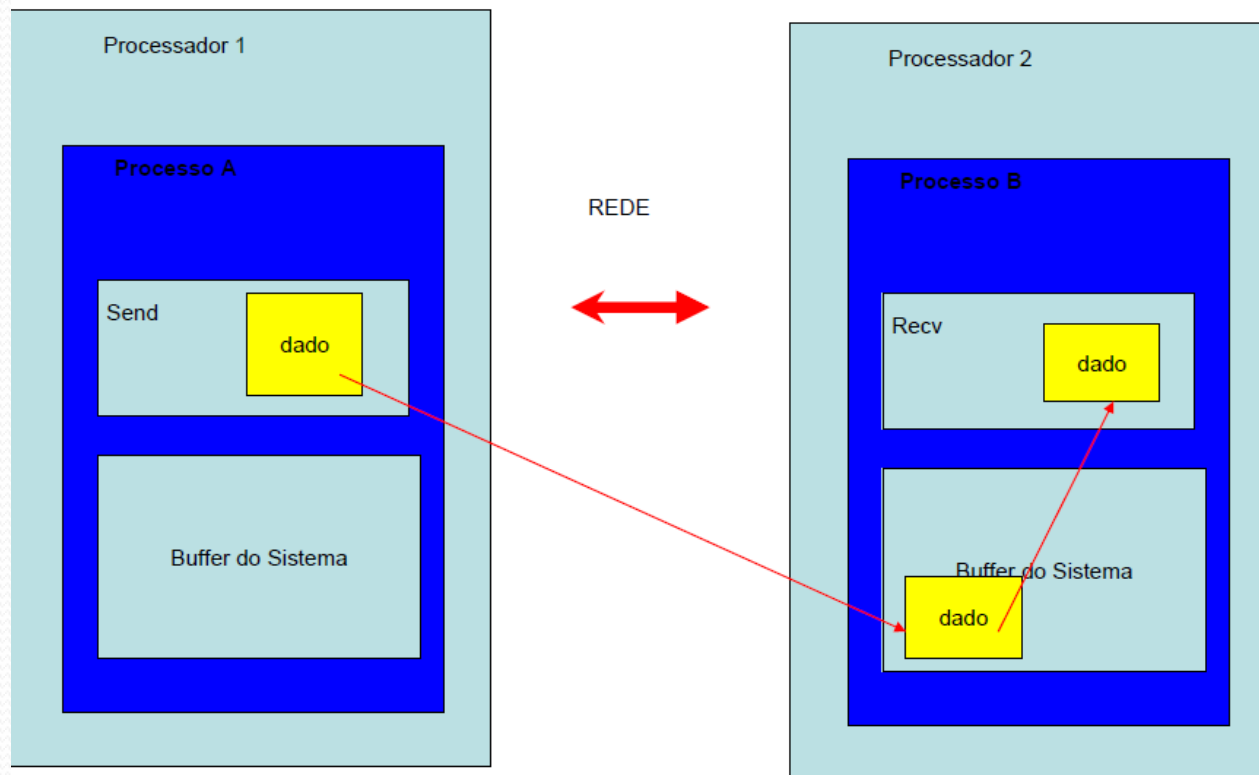 Processador 1
Processo A
Send
dado
Buffer do Sistema
REDE
Processador 2
Processo B
Recv
dado
Buffer do Sistema
dado